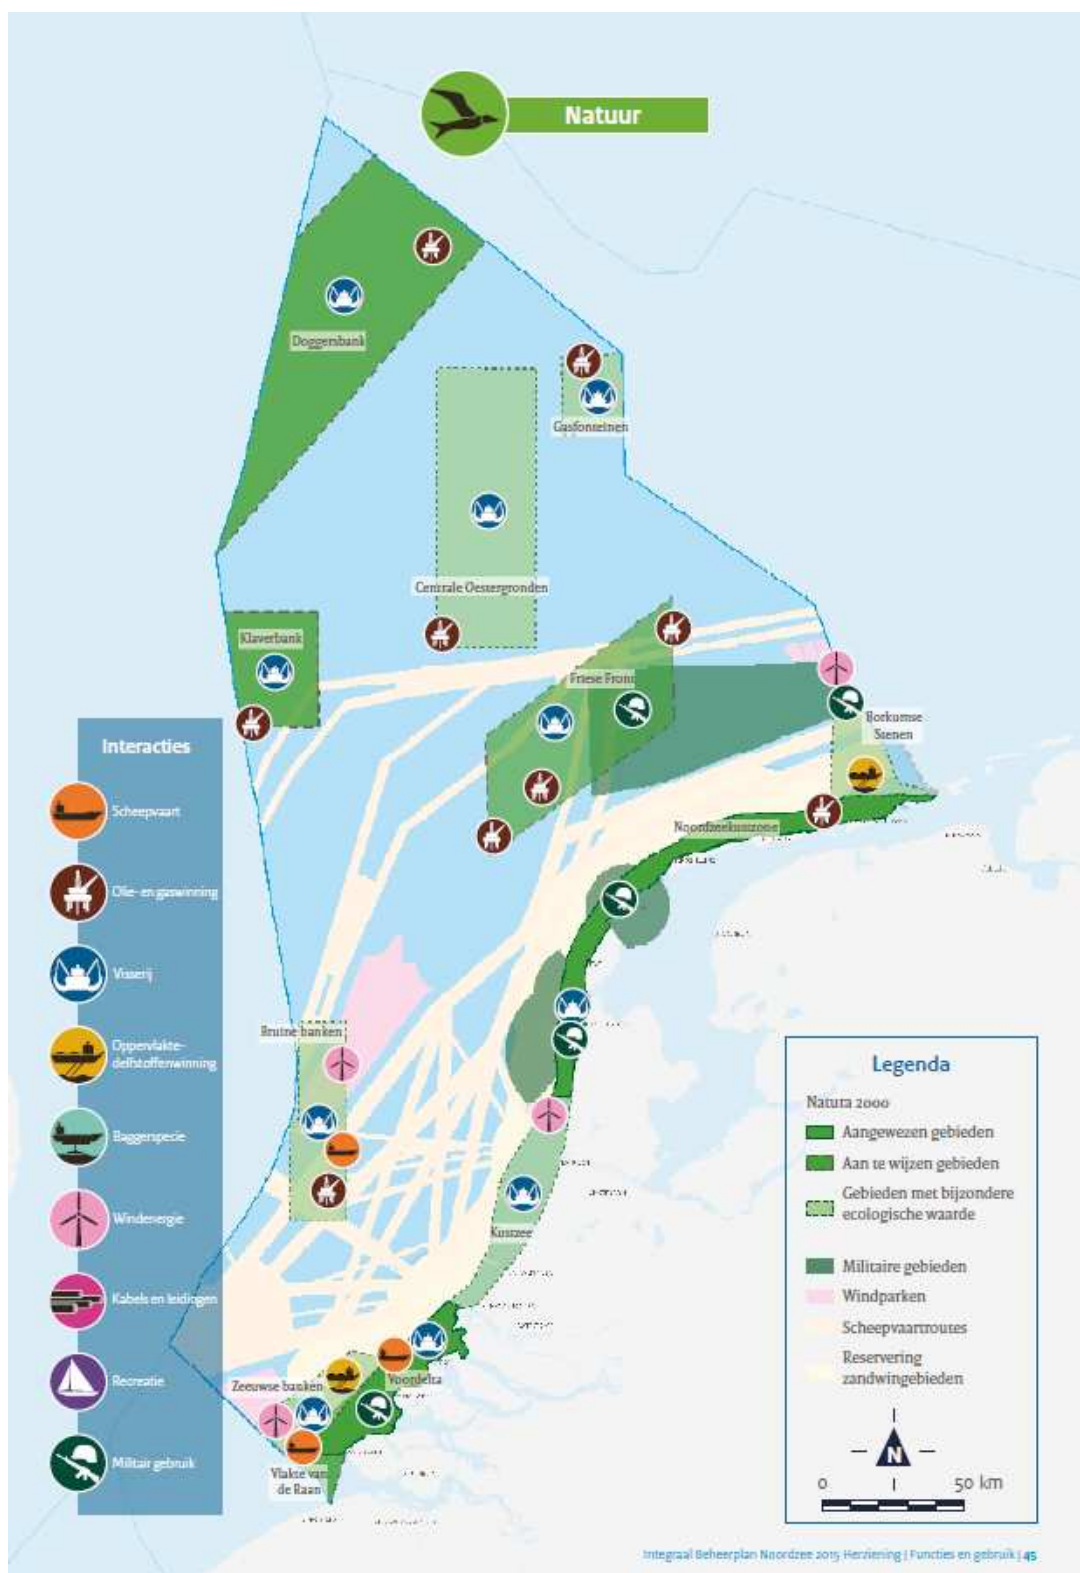 Natuur
Doggersbank
Gasfonteinen
Centrale Oestergronden
Klaverbank
Friese Front
Borkumse
Stenen
Noordzeekustzone
Bruine banken
Kustzee
Zeeuwse banken
Voordelta
Vlakte van
de Raan
Interacties
Scheepvaart
Olie- en gaswinning
Visserij
Oppervlakte-
delfstoffenwinning
Baggerspecie
Windenergie
Kabels en leidingen
Recreatie
Militair gebruik
Legenda
Natura 2000
Aangewezen gebieden
Aan te wijzen gebieden
Gebieden met bijzondere
ecologische waarde
Militaire gebieden
Windparken
Scheepvaartroutes
Reservering
zandwingebieden
N
0 50 km
Integraal Beheerplan Noordzee 2015 Herziening | Functies en gebruik | 45